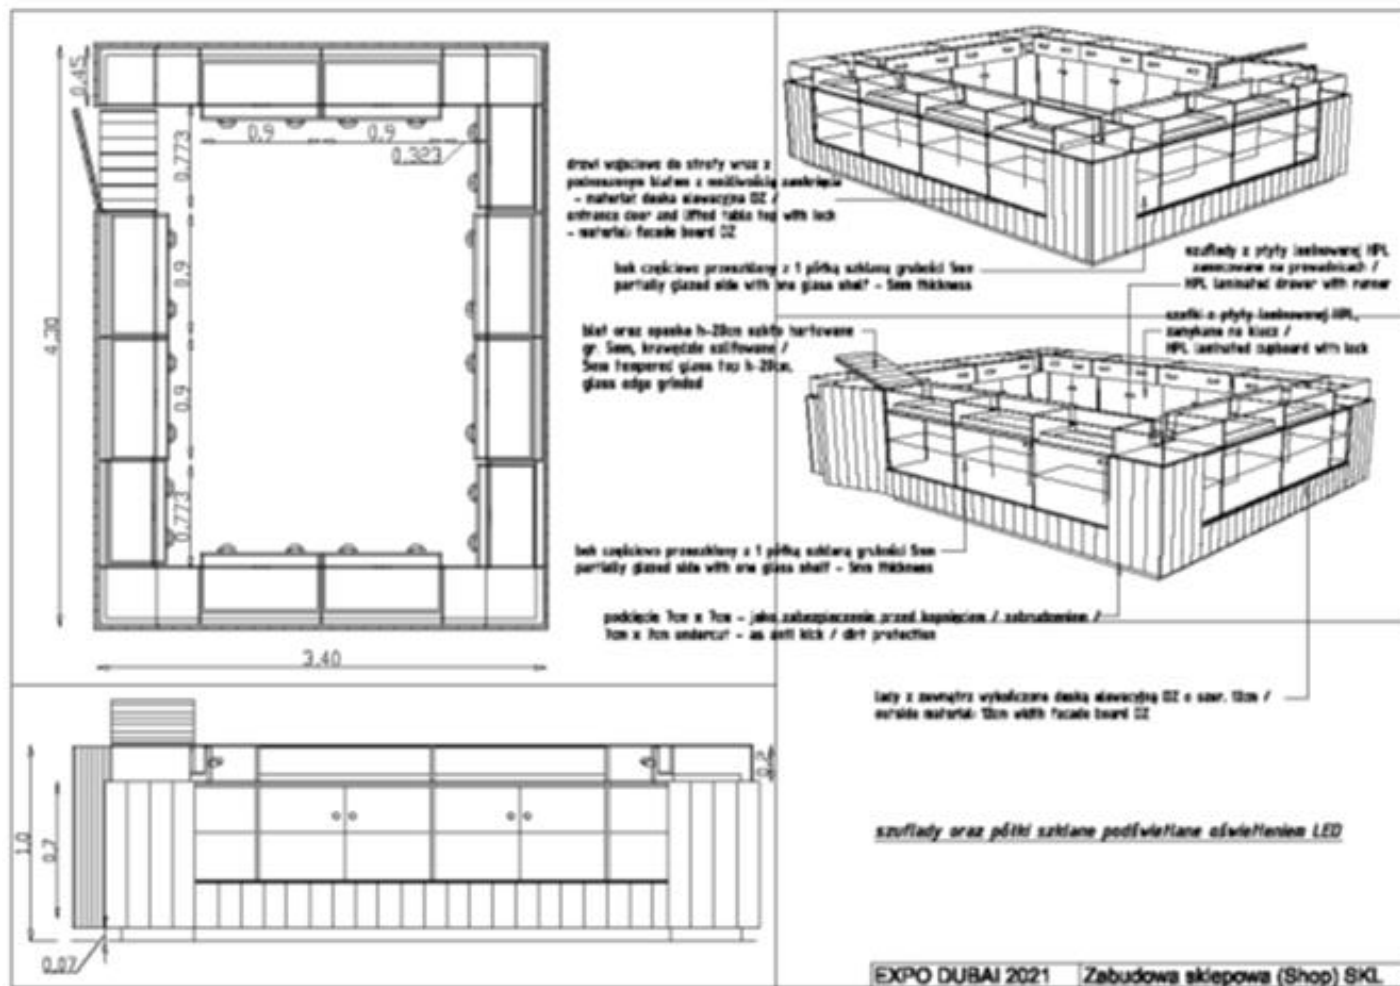 0.45
0.773
0.9
0.9
0.323
0.9
4.30
0.9
0.773
3.40
drzwi wejściowe do strefy wraz z
podnoszonym blatem z możliwością zamknięcia
- materiał: deska elewacyjna DZ /
entrance door and lifted table top with lock
- material: facade board DZ
bok częściowo przeszklony z 1 półką szklaną grubości 5mm
partially glazed side with one glass shelf - 5mm thickness
szuflady z płyty laminowanej HPL
zamocowane na prowadnicach /
HPL laminated drawer with runner
szafki z płyty laminowanej HPL,
zamykane na klucz /
HPL laminated cupboard with lock
blat oraz opaska h-20cm szkło hartowane
gr. 5mm, krawędzie szlifowane /
5mm tempered glass top h-20cm,
glass edge grinded
bok częściowo przeszklony z 1 półką szklaną grubości 5mm
partially glazed side with one glass shelf - 5mm thickness
podcięcie 7cm x 7cm - jako zabezpieczenie przed kopnięciem / zabrudzeniem /
7cm x 7cm undercut - as anti kick / dirt protection
lady z zewnątrz wykończone deską elewacyjną DZ o szer. /
outside material: width facade board DZ
szuflady oraz półki szklane podświetlane oświetleniem LED
0.2
1.0
0.7
0.07
EXPO DUBAI 2021 Zabudowa sklepowa (Shop) SKL